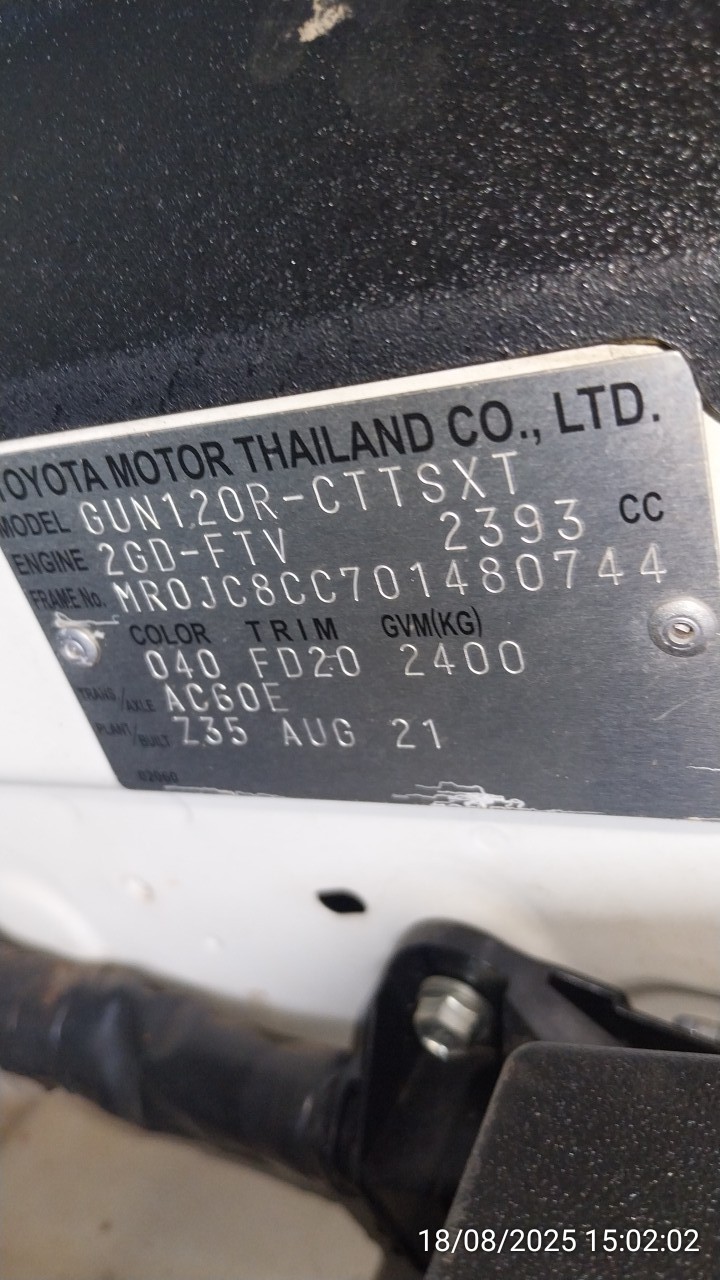 TOYOTA MOTOR THAILAND CO., LTD.
MODEL GUN120R-CTTSXT
ENGINE 2GD-FTV 2393 CC
FRAME No. MR0JC8CC701480744
COLOR TRIM GVM(KG)
040 FD20 2400
TRANS/AXLE AC60E
PLANT/BUILT Z35 AUG 21
02060
18/08/2025 15:02:02